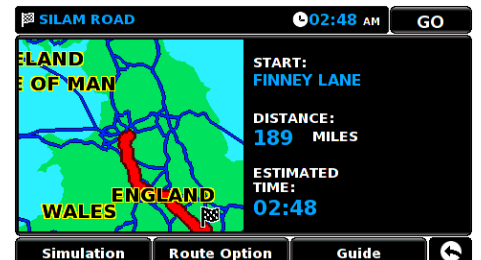 SILAM ROAD
02:48 AM
GO
ELAND
E OF MAN
ENGLAND
WALES
START:
FINNEY LANE
DISTANCE:
189 MILES
ESTIMATED
TIME:
02:48
Simulation
Route Option
Guide